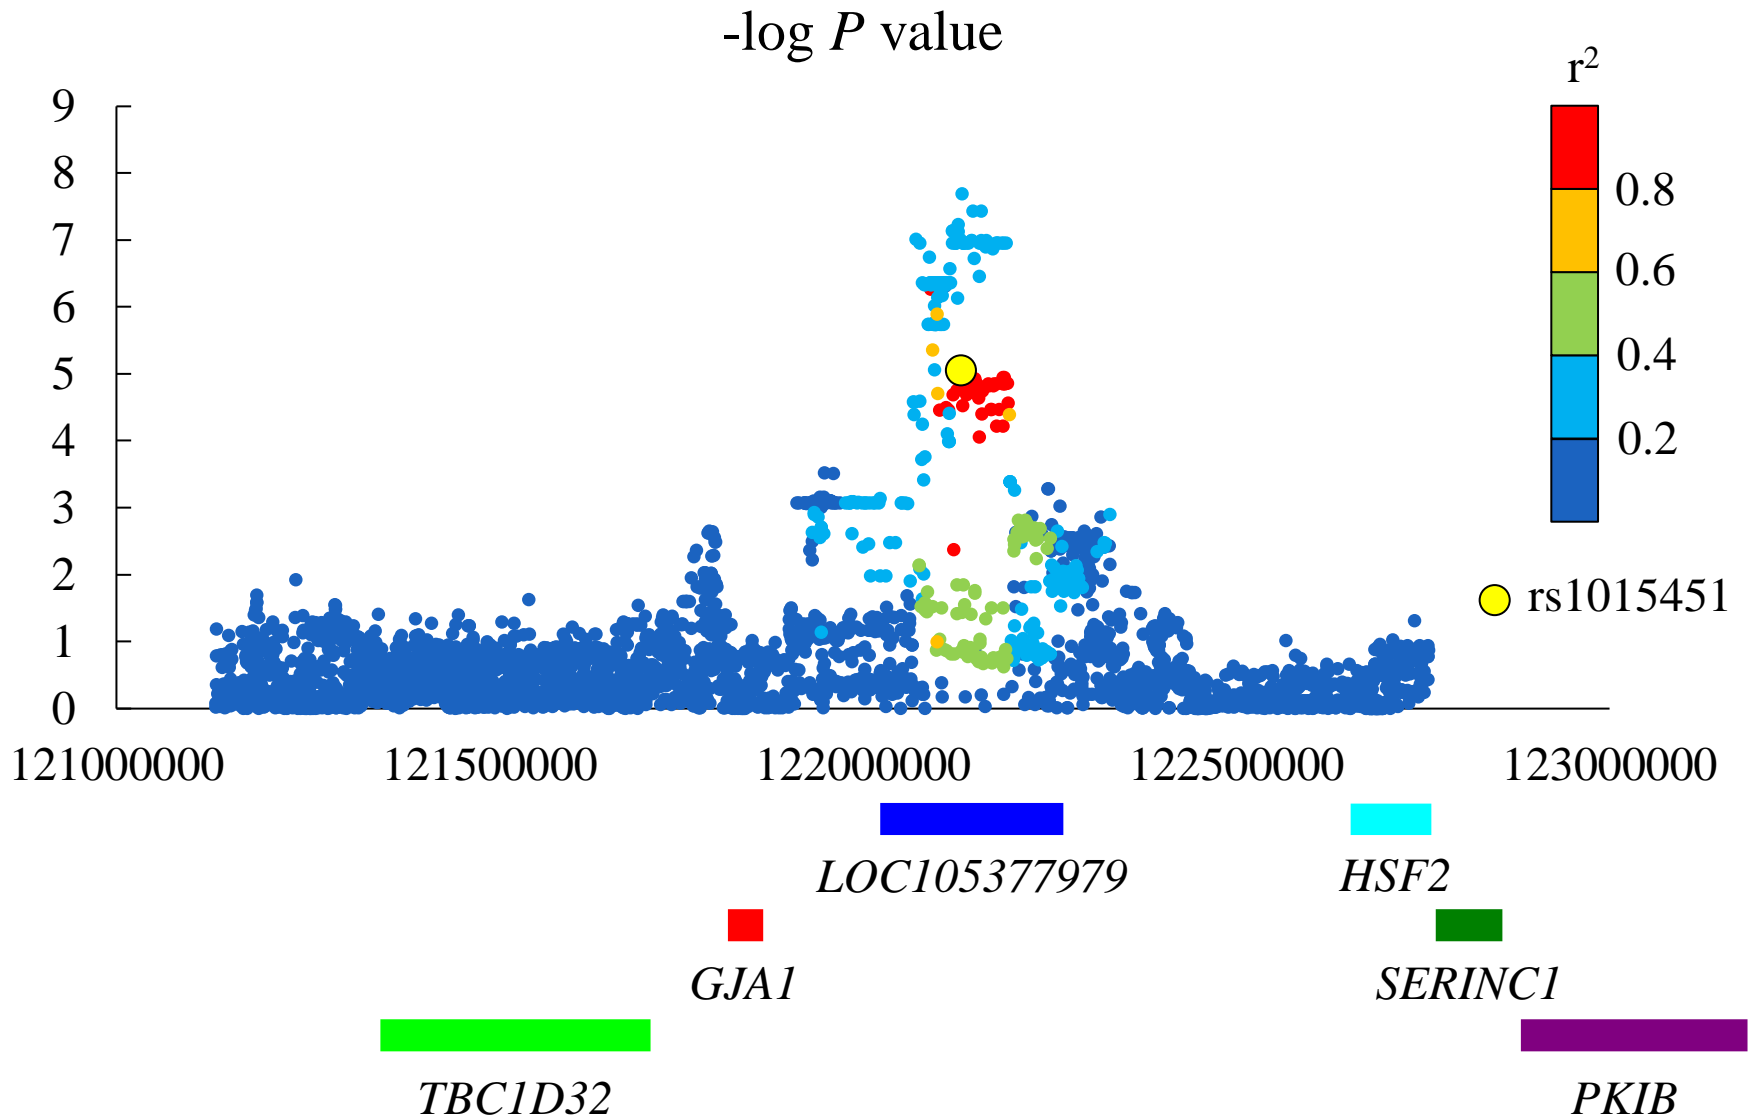 -log P value
r²
9
8
7
6
5
4
3
2
1
0
0.8
0.6
0.4
0.2
rs1015451
121000000 121500000 122000000 122500000 123000000
LOC105377979 HSF2
GJA1 SERINC1
TBC1D32 PKIB